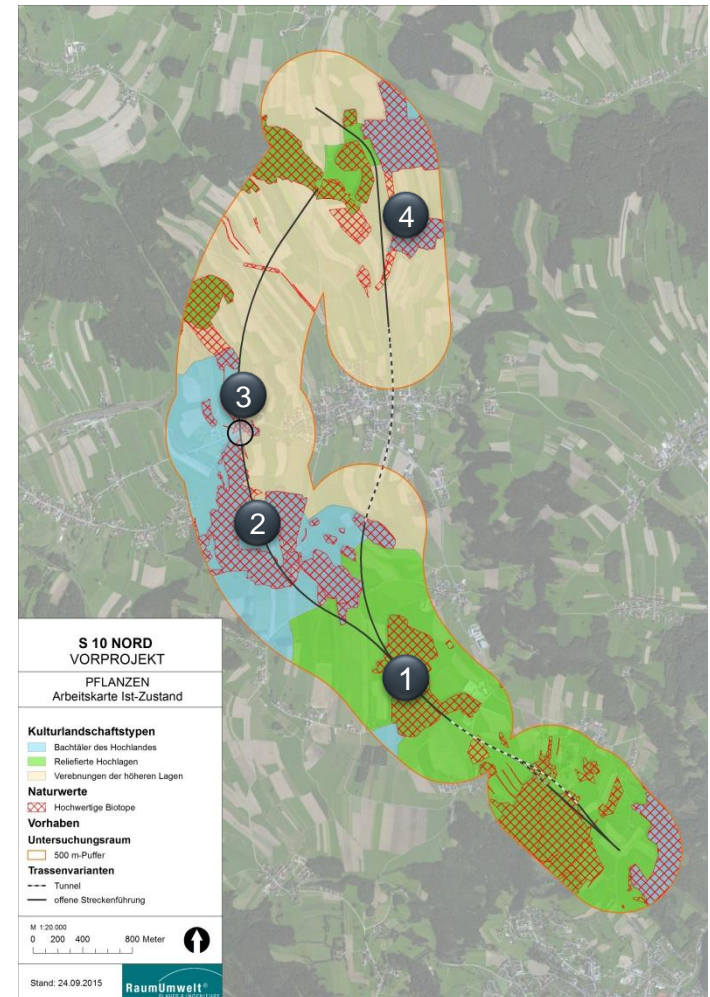 4
3
2
1
S 10 NORD
VORPROJEKT
PFLANZEN
Arbeitskarte Ist-Zustand
Kulturlandschaftstypen
Bachtäler des Hochlandes
Reliefierte Hochlagen
Verebnungen der höheren Lagen
Naturwerte
Hochwertige Biotope
Vorhaben
Untersuchungsraum
500 m-Puffer
Trassenvarianten
Tunnel
offene Streckenführung
M 1:20.000
0 200 400 800 Meter
Stand: 24.09.2015
RaumUmwelt®